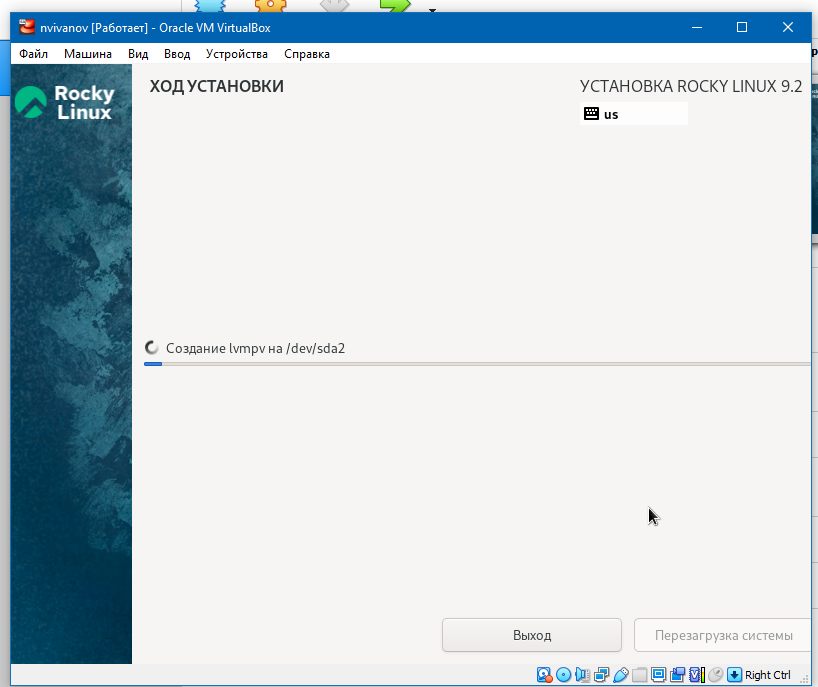 nvivanov [Работает] - Oracle VM VirtualBox
Файл Машина Вид Ввод Устройства Справка
Rocky
Linux
ХОД УСТАНОВКИ
УСТАНОВКА ROCKY LINUX 9.2
us
Создание lvmpv на /dev/sda2
Выход
Перезагрузка системы
Right Ctrl